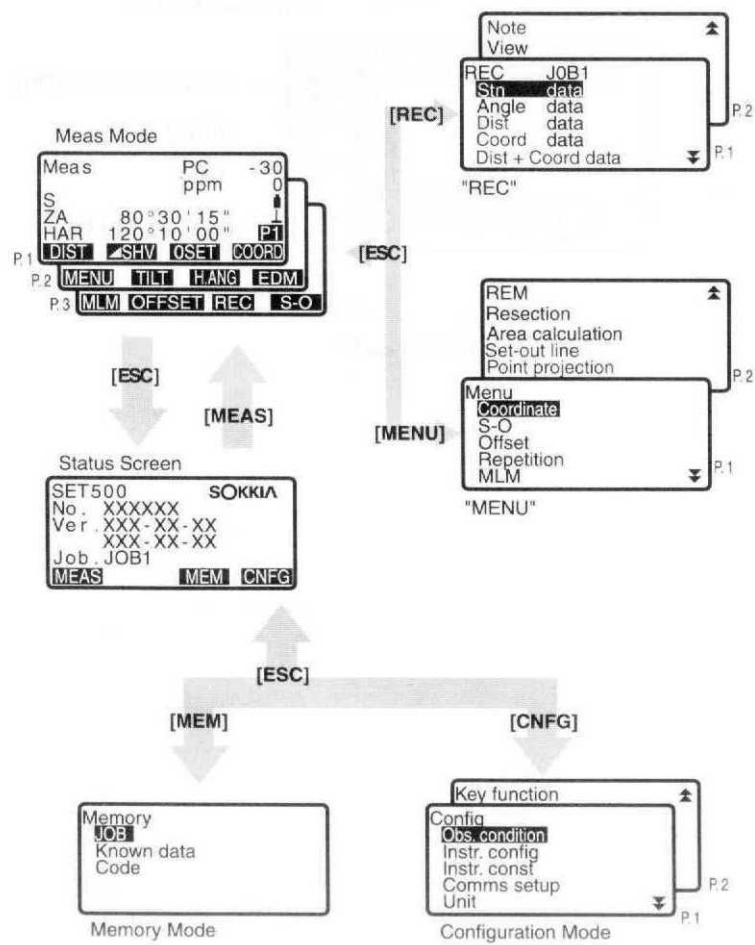 Note
View
REC JOB1
Stn data
Angle data
Dist data
Coord data
Dist + Coord data
P.2
P.1
"REC"
[REC]
Meas Mode
Meas PC -30
ppm 0
S
ZA 80°30'15"
HAR 120°10'00" P1
DIST ◢SHV 0SET COORD
P.1
MENU TILT H.ANG EDM
P.2
MLM OFFSET REC S-O
P.3
[ESC]
REM
Resection
Area calculation
Set-out line
Point projection
P.2
Menu
Coordinate
S-O
Offset
Repetition
MLM
P.1
"MENU"
[MENU]
[ESC]
[MEAS]
Status Screen
SET500 SOKKIA
No. XXXXXX
Ver. XXX-XX-XX
XXX-XX-XX
Job. JOB1
MEAS MEM CNFG
[ESC]
[MEM]
[CNFG]
Memory
JOB
Known data
Code
Memory Mode
Key function
Config
Obs. condition
Instr. config
Instr. const
Comms setup
Unit
P.2
P.1
Configuration Mode